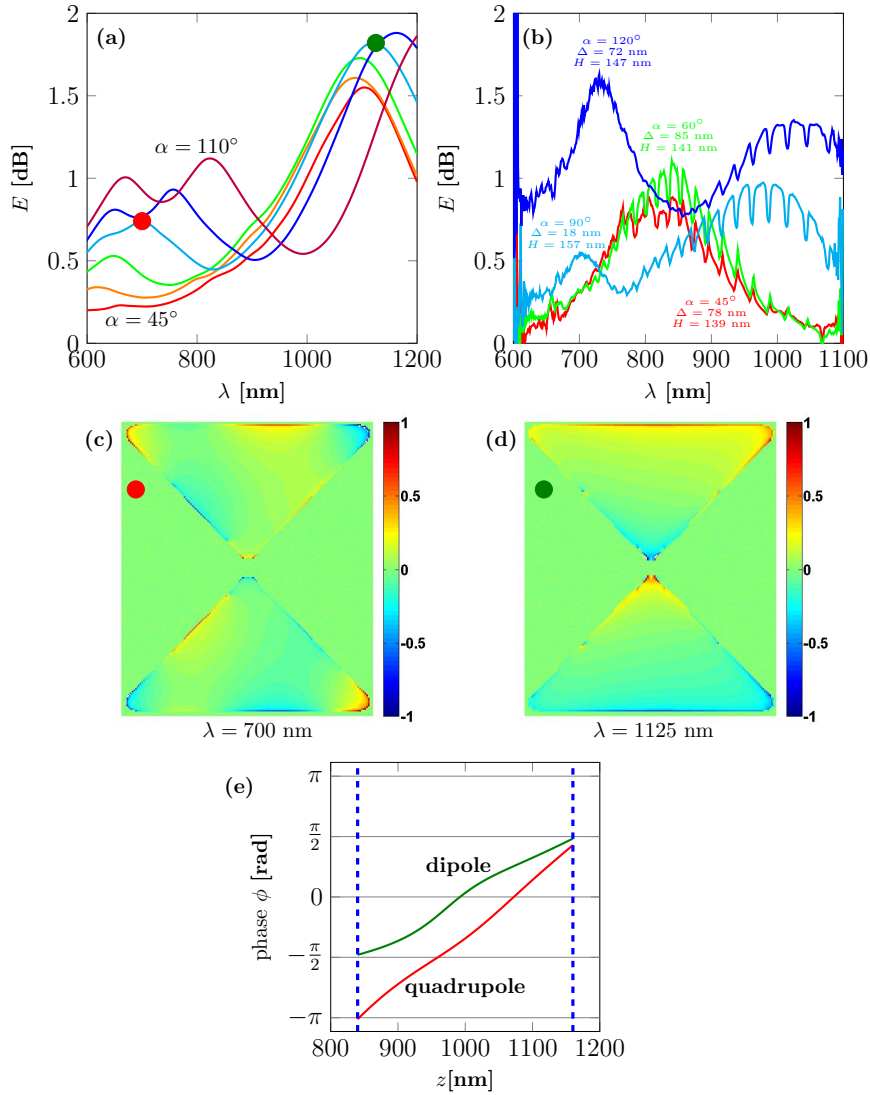 (a)
E [dB]
2
1.5
1
0.5
0
α = 110°
α = 45°
600
800
1000
1200
λ [nm]
(b)
E [dB]
2
1.5
1
0.5
0
α = 120°
Δ = 72 nm
H = 147 nm
α = 60°
Δ = 85 nm
H = 141 nm
α = 90°
Δ = 18 nm
H = 157 nm
α = 45°
Δ = 78 nm
H = 139 nm
600
700
800
900
1000
1100
λ [nm]
(c)
1
0.5
0
-0.5
-1
λ = 700 nm
(d)
1
0.5
0
-0.5
-1
λ = 1125 nm
(e)
phase ϕ [rad]
π
π/2
0
−π/2
−π
dipole
quadrupole
800
900
1000
1100
1200
z[nm]